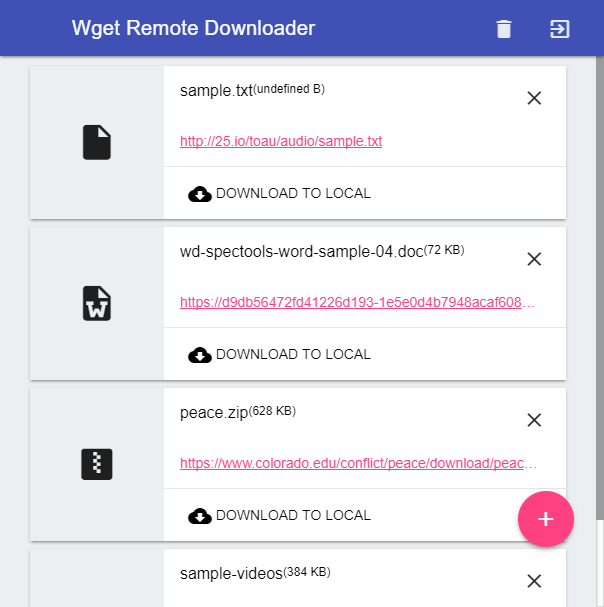 Wget Remote Downloader
sample.txt(undefined B)
http://25.io/toau/audio/sample.txt
DOWNLOAD TO LOCAL
wd-spectools-word-sample-04.doc(72 KB)
https://d9db56472fd41226d193-1e5e0d4b7948acaf608...
DOWNLOAD TO LOCAL
peace.zip(628 KB)
https://www.colorado.edu/conflict/peace/download/peac...
DOWNLOAD TO LOCAL
sample-videos(384 KB)